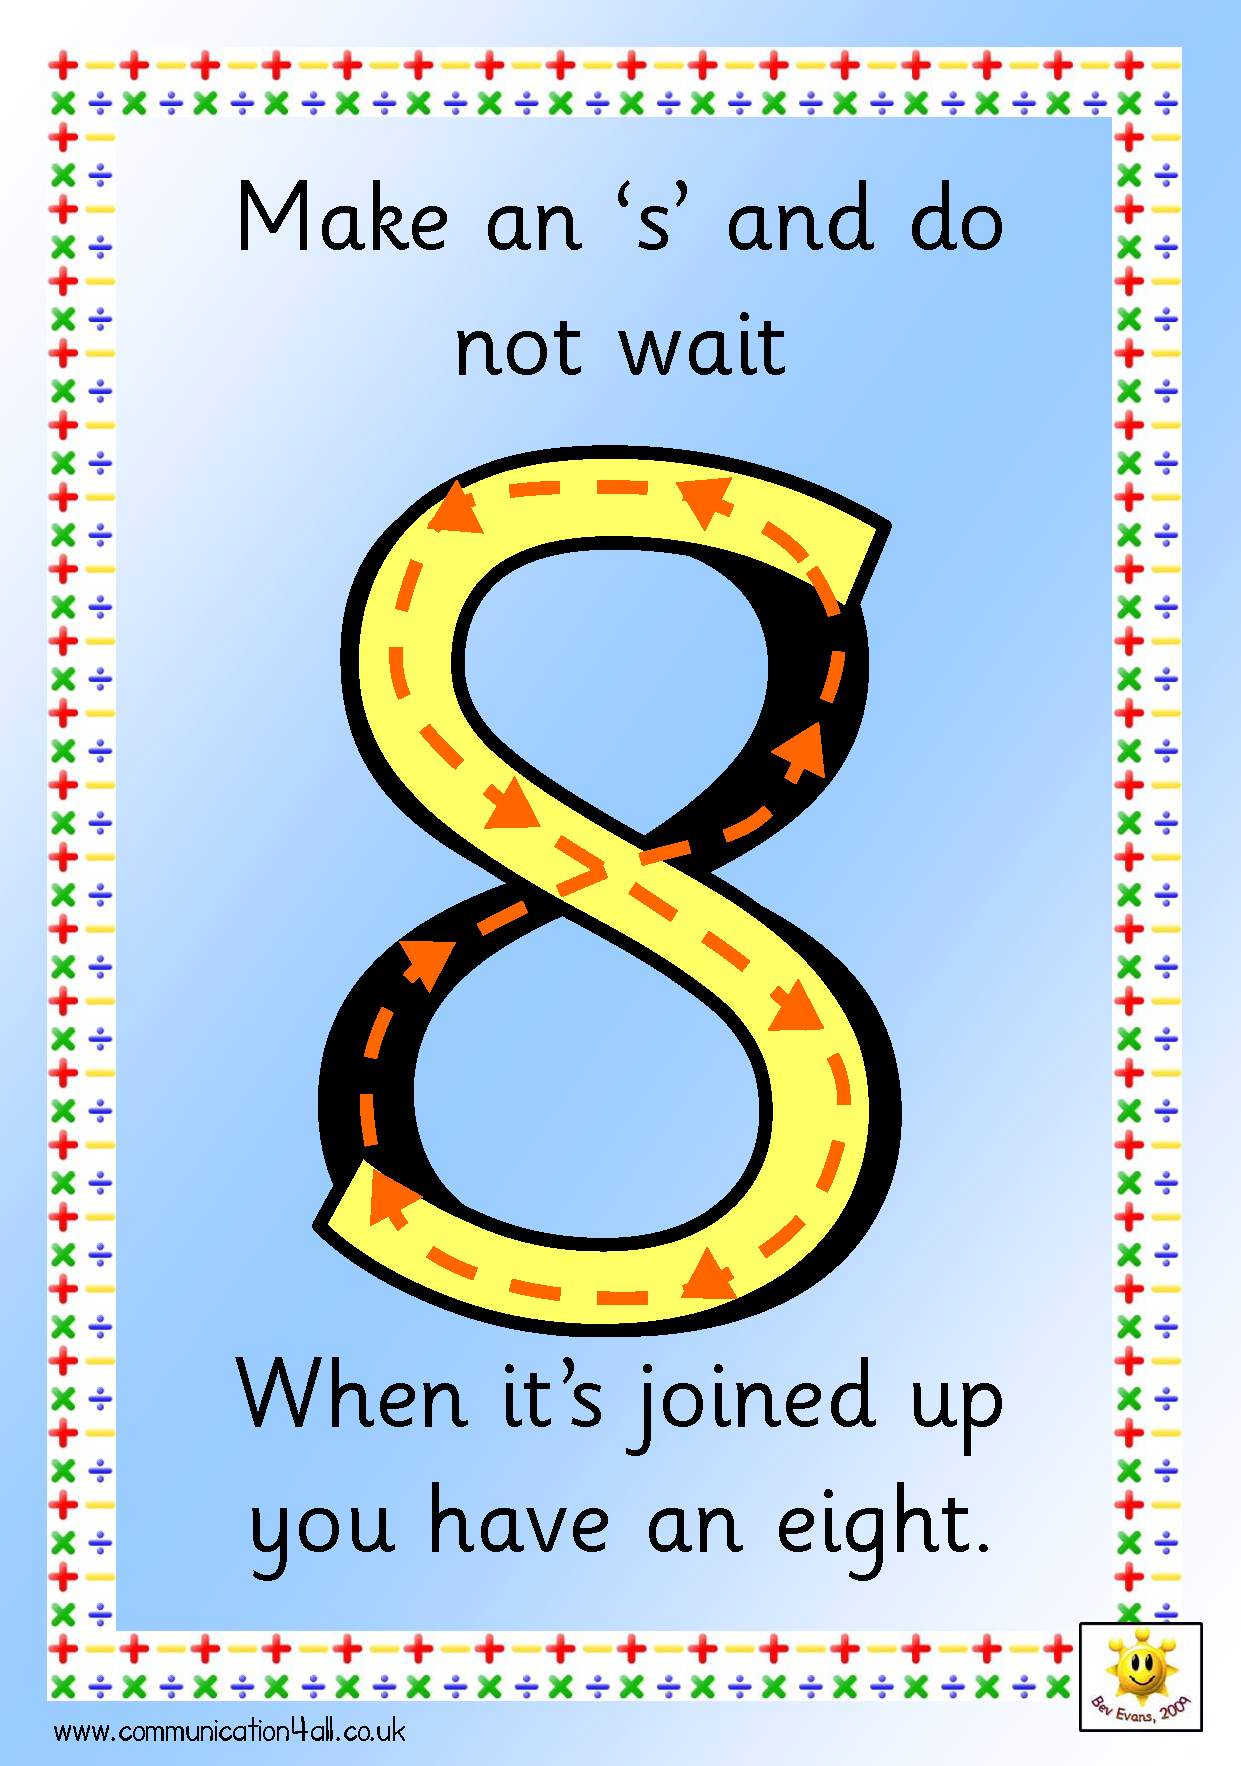 Make an ‘s’ and do
not wait
8
When it’s joined up
you have an eight.
www.communication4all.co.uk
Bev Evans, 2009